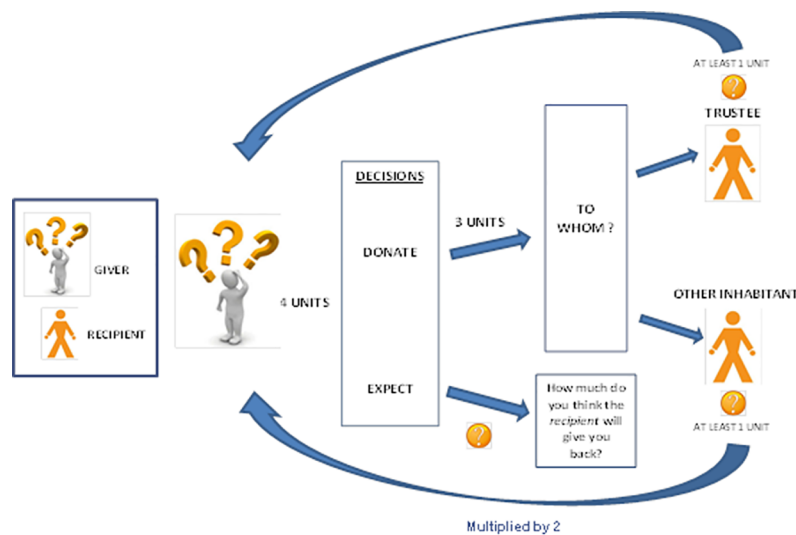 AT LEAST 1 UNIT
TRUSTEE
DECISIONS
3 UNITS
TO
WHOM ?
DONATE
GIVER
4 UNITS
OTHER INHABITANT
RECIPIENT
EXPECT
How much do
you think the
recipient will
give you
back?
AT LEAST 1 UNIT
Multiplied by 2